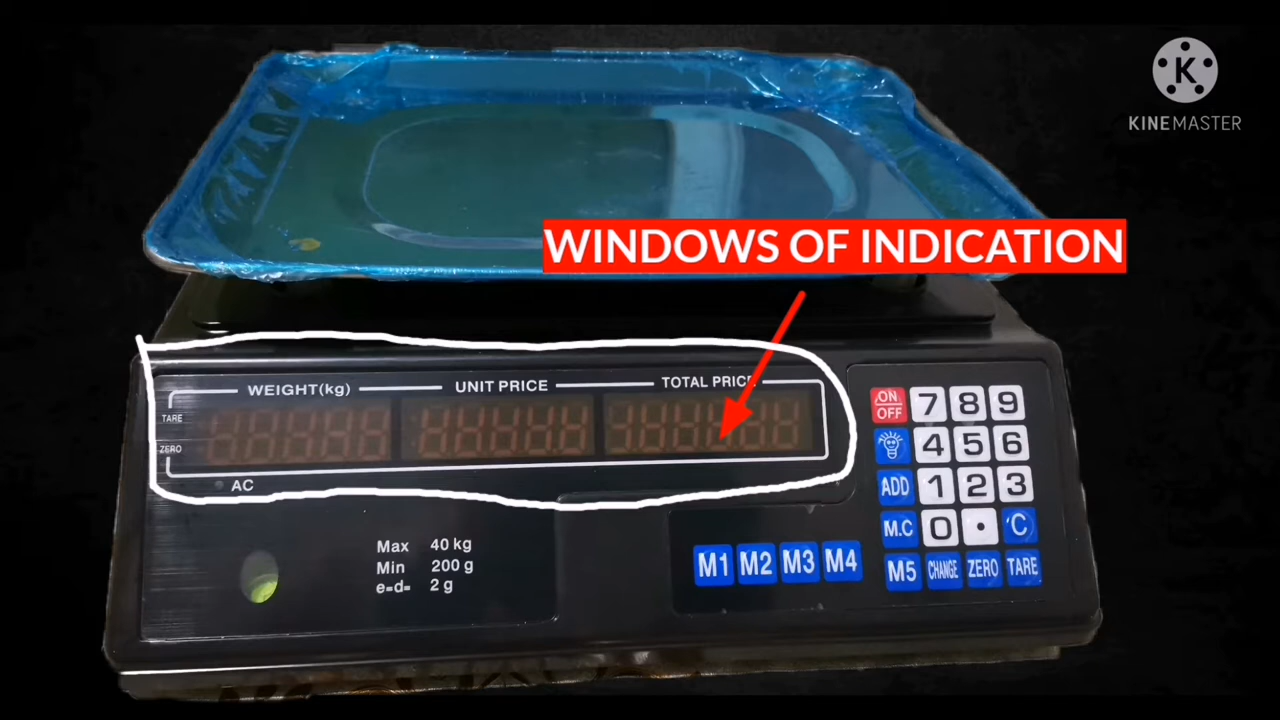 K
KINEMASTER
WINDOWS OF INDICATION
WEIGHT(kg) UNIT PRICE TOTAL PRICE
TARE
ZERO
AC
ON
OFF
7 8 9
4 5 6
ADD 1 2 3
M.C 0 • 'C
M5 CHANGE ZERO TARE
M1 M2 M3 M4
Max 40 kg
Min 200 g
e=d= 2 g